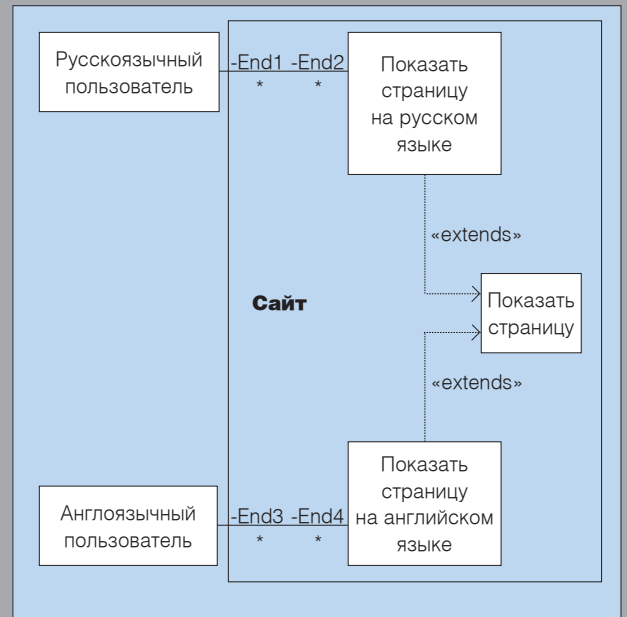 Русскоязычный
пользователь
-End1 -End2
* *
Показать
страницу
на русском
языке
«extends»
Сайт
Показать
страницу
«extends»
Англоязычный
пользователь
-End3 -End4
* *
Показать
страницу
на английском
языке